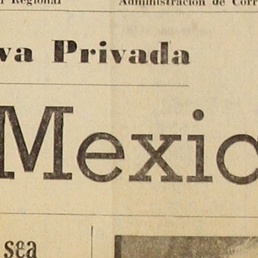 l Regional Administración de Corr
va Privada
Mexic
sea